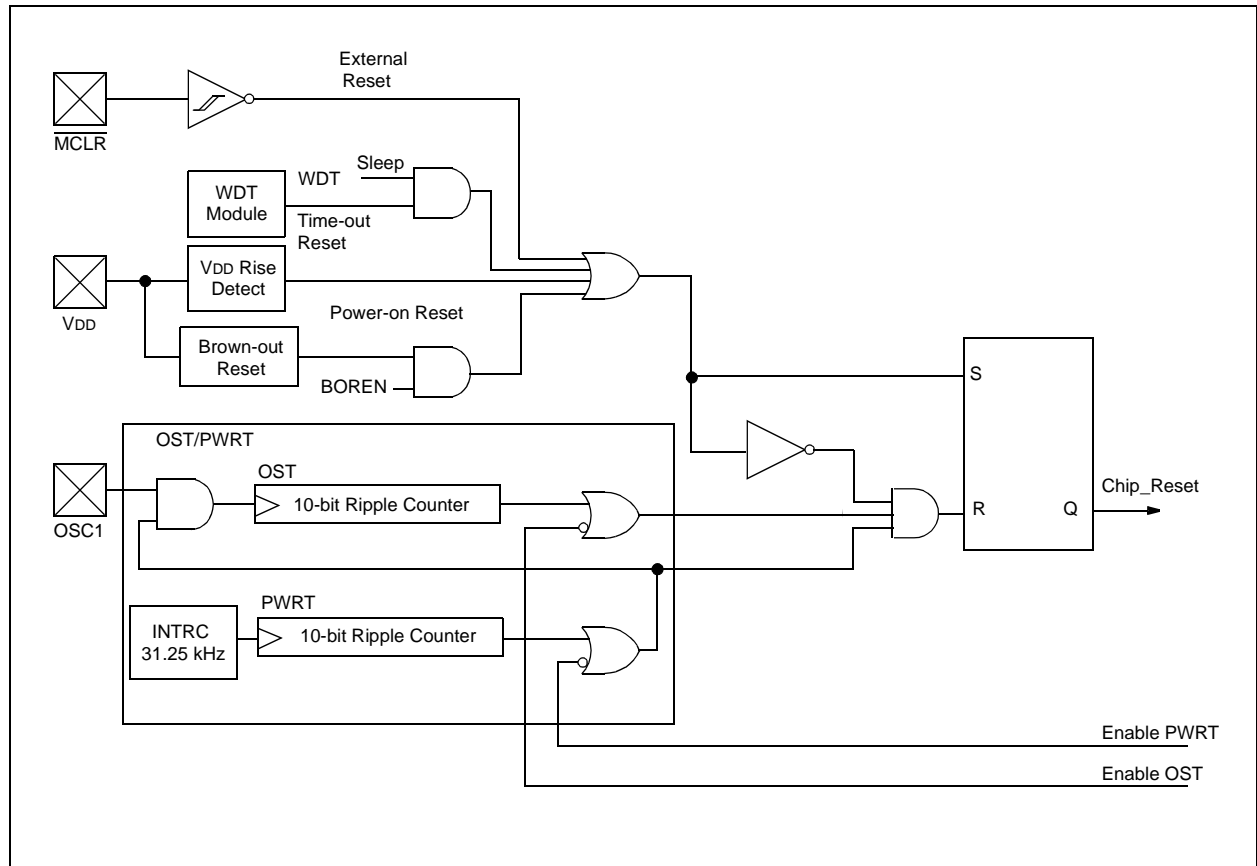 External
Reset
MCLR
Sleep
WDT
WDT
Module
Time-out
Reset
VDD Rise
Detect
VDD
Power-on Reset
Brown-out
Reset
BOREN
S
OST/PWRT
OST
10-bit Ripple Counter
OSC1
Chip_Reset
R
Q
PWRT
INTRC
31.25 kHz
10-bit Ripple Counter
Enable PWRT
Enable OST